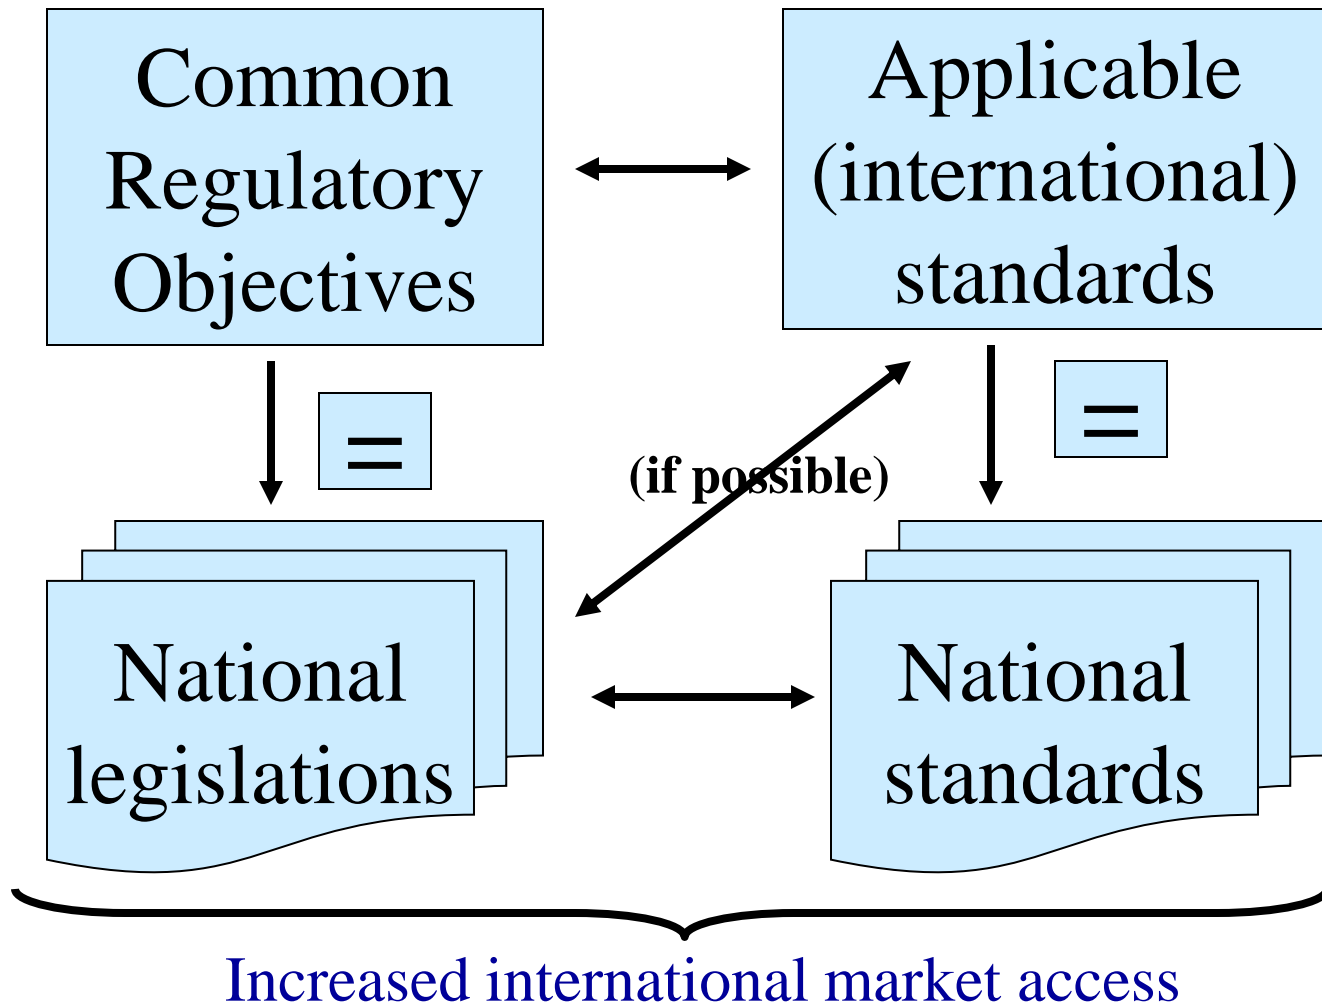 Common
Regulatory
Objectives
Applicable
(international)
standards
=
=
(if possible)
National
legislations
National
standards
Increased international market access